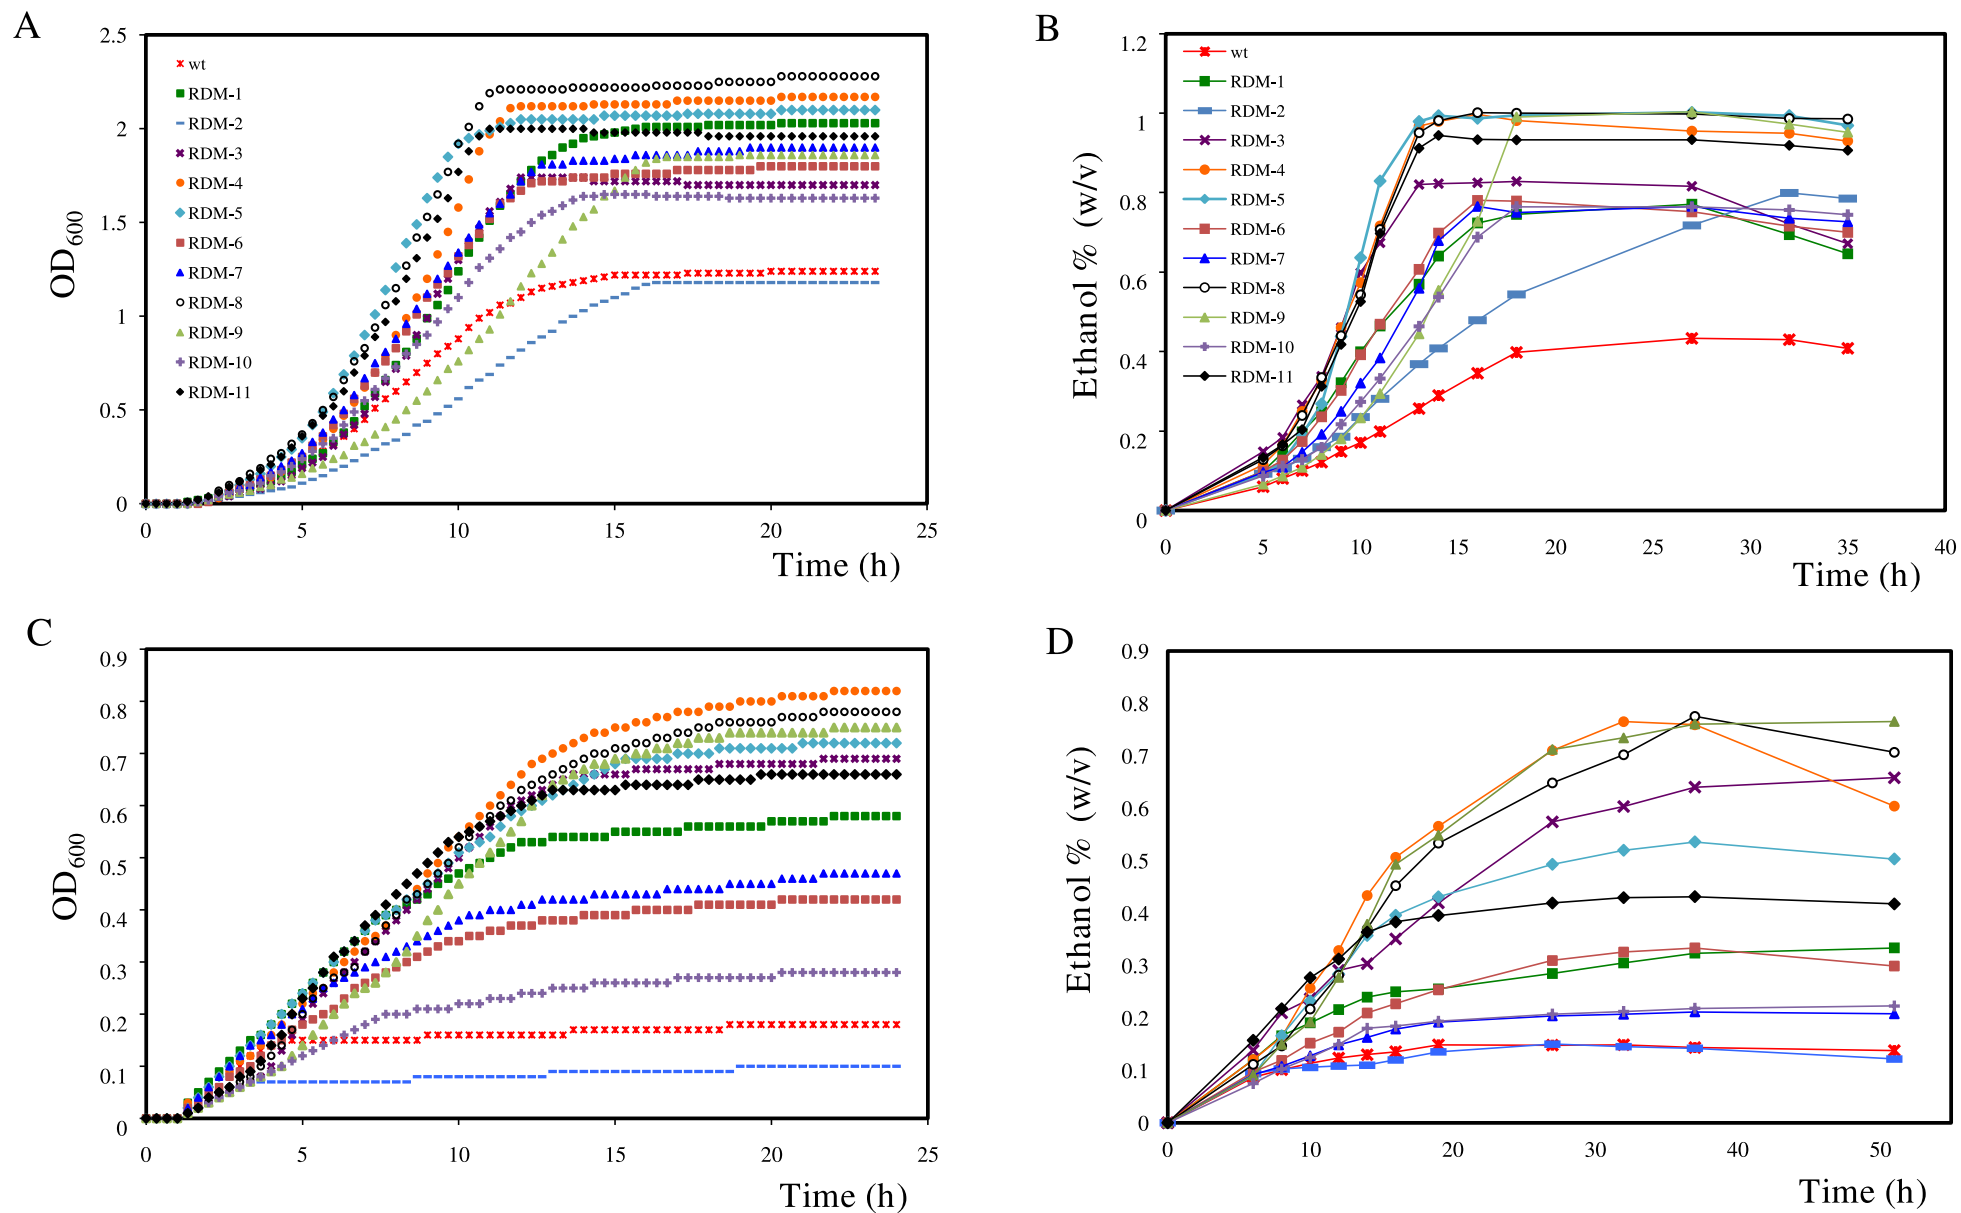 A
2.5
2
1.5
1
0.5
0
OD600
wt
RDM-1
RDM-2
RDM-3
RDM-4
RDM-5
RDM-6
RDM-7
RDM-8
RDM-9
RDM-10
RDM-11
0 5 10 15 20 25
Time (h)
B
1.2
1
0.8
0.6
0.4
0.2
0
Ethanol % (w/v)
wt
RDM-1
RDM-2
RDM-3
RDM-4
RDM-5
RDM-6
RDM-7
RDM-8
RDM-9
RDM-10
RDM-11
0 5 10 15 20 25 30 35 40
Time (h)
C
0.9
0.8
0.7
0.6
0.5
0.4
0.3
0.2
0.1
0
OD600
0 5 10 15 20 25
Time (h)
D
0.9
0.8
0.7
0.6
0.5
0.4
0.3
0.2
0.1
0
Ethanol % (w/v)
0 10 20 30 40 50
Time (h)